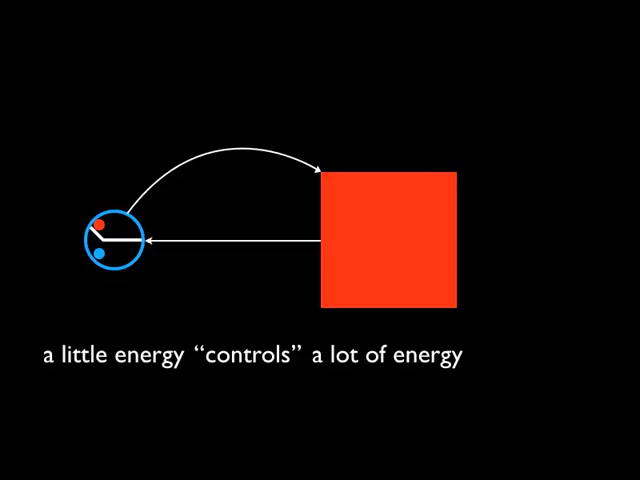 a little energy “controls” a lot of energy